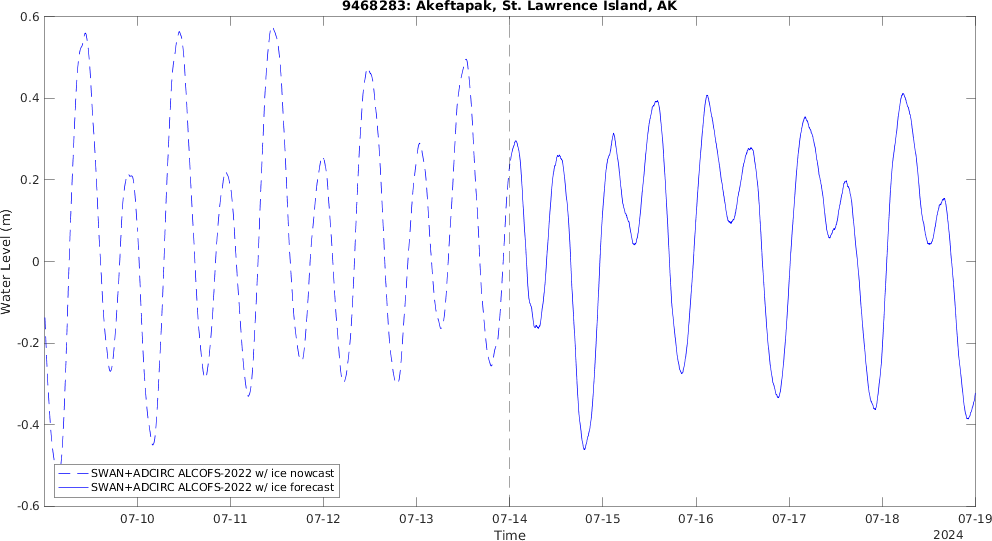 9468283: Akeftapak, St. Lawrence Island, AK
0.6
0.4
0.2
0
-0.2
-0.4
-0.6
Water Level (m)
SWAN+ADCIRC ALCOFS-2022 w/ ice nowcast
SWAN+ADCIRC ALCOFS-2022 w/ ice forecast
07-10 07-11 07-12 07-13 07-14 07-15 07-16 07-17 07-18 07-19
Time
2024